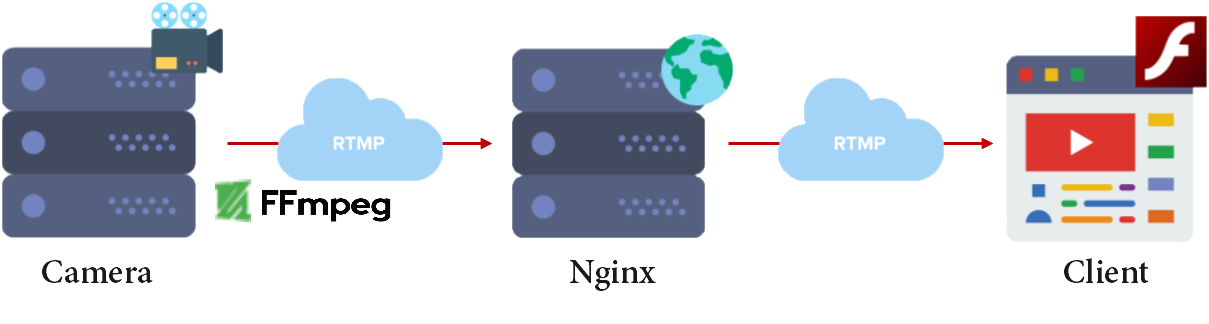 RTMP
RTMP
FFmpeg
Camera
Nginx
Client